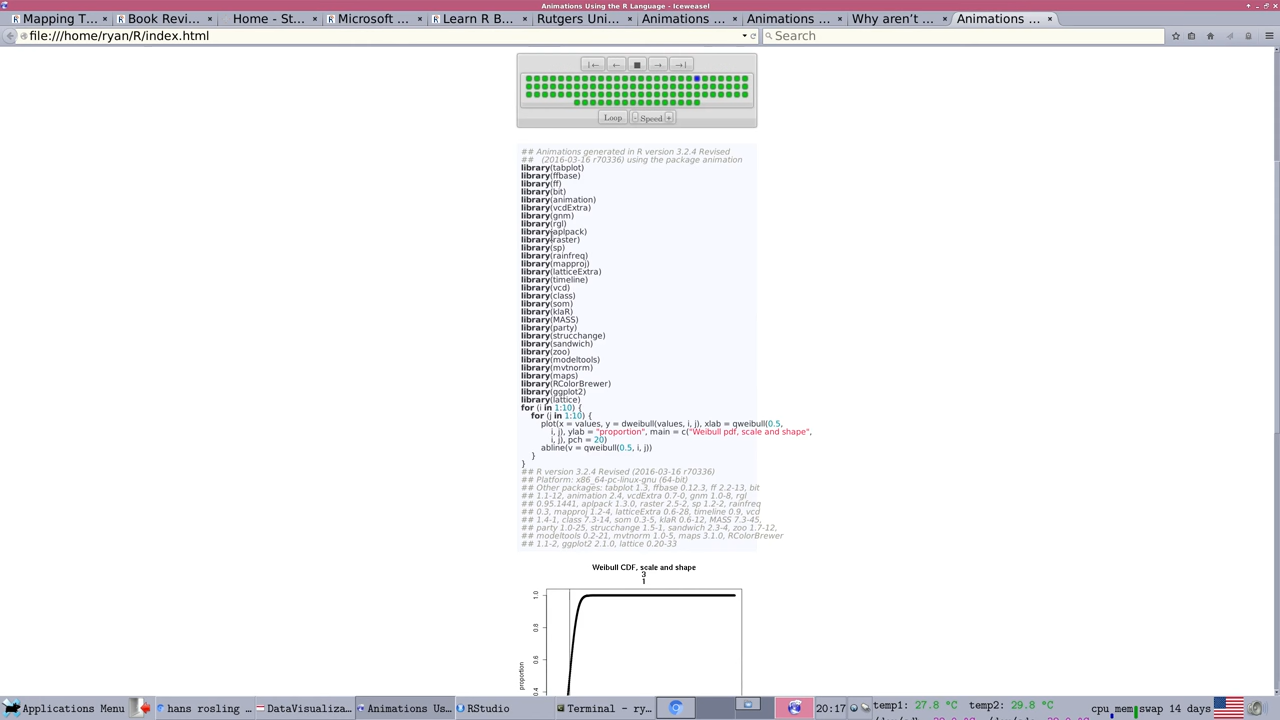 Animations Using the R Language - Iceweasel
Mapping T... × Book Revi... × Home - St... × Microsoft ... × Learn R B... × Rutgers Uni... × Animations ... × Animations ... × Why aren't ... × Animations ... ×
file:///home/ryan/R/index.html Search
Loop - Speed +
## Animations generated in R version 3.2.4 Revised
##   (2016-03-16 r70336) using the package animation
library(tabplot)
library(ffbase)
library(ff)
library(bit)
library(animation)
library(vcdExtra)
library(gnm)
library(rgl)
library(aplpack)
library(raster)
library(sp)
library(rainfreq)
library(mapproj)
library(latticeExtra)
library(timeline)
library(vcd)
library(class)
library(som)
library(klaR)
library(MASS)
library(party)
library(strucchange)
library(sandwich)
library(zoo)
library(modeltools)
library(mvtnorm)
library(maps)
library(RColorBrewer)
library(ggplot2)
library(lattice)
for (i in 1:10) {
    for (j in 1:10) {
        plot(x = values, y = dweibull(values, i, j), xlab = qweibull(0.5,
            i, j), ylab = "proportion", main = c("Weibull pdf, scale and shape",
            i, j), pch = 20)
        abline(v = qweibull(0.5, i, j))
    }
}
## R version 3.2.4 Revised (2016-03-16 r70336)
## Platform: x86_64-pc-linux-gnu (64-bit)
## Other packages: tabplot 1.3, ffbase 0.12.3, ff 2.2-13, bit
## 1.1-12, animation 2.4, vcdExtra 0.7-0, gnm 1.0-8, rgl
## 0.95.1441, aplpack 1.3.0, raster 2.5-2, sp 1.2-2, rainfreq
## 0.3, mapproj 1.2-4, latticeExtra 0.6-28, timeline 0.9, vcd
## 1.4-1, class 7.3-14, som 0.3-5, klaR 0.6-12, MASS 7.3-45,
## party 1.0-25, strucchange 1.5-1, sandwich 2.3-4, zoo 1.7-12,
## modeltools 0.2-21, mvtnorm 1.0-5, maps 3.1.0, RColorBrewer
## 1.1-2, ggplot2 2.1.0, lattice 0.20-33
Weibull CDF, scale and shape
3
1
1.0
0.8
0.6
0.4
proportion
Applications Menu hans rosling ... DataVisualiza... Animations Us... RStudio Terminal - ry... 20:17 temp1: 27.8 °C temp2: 29.8 °C cpu mem swap 14 days